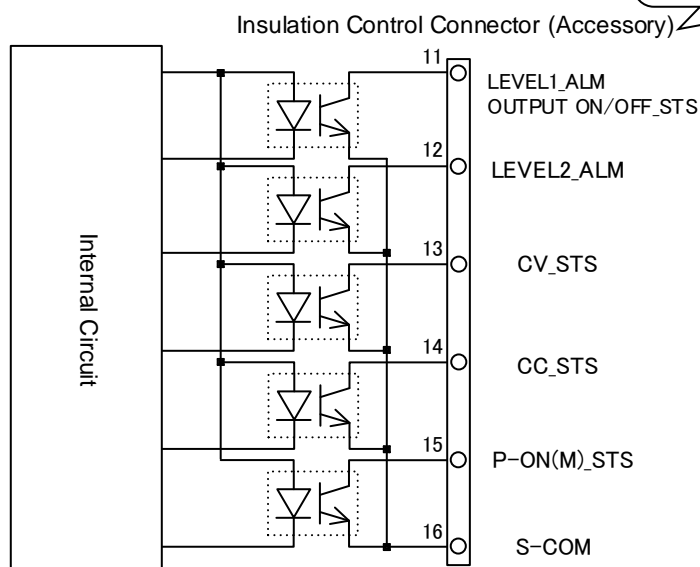 Insulation Control Connector (Accessory)
11
LEVEL1_ALM
OUTPUT ON/OFF_STS
12
LEVEL2_ALM
Internal Circuit
13
CV_STS
14
CC_STS
15
P-ON(M)_STS
16
S-COM